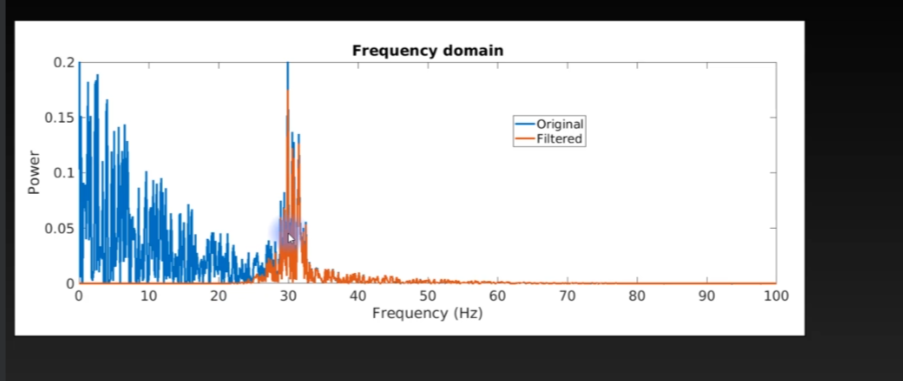 Frequency domain
0.2
0.15
0.1
0.05
0
Power
Original
Filtered
0 10 20 30 40 50 60 70 80 90 100
Frequency (Hz)